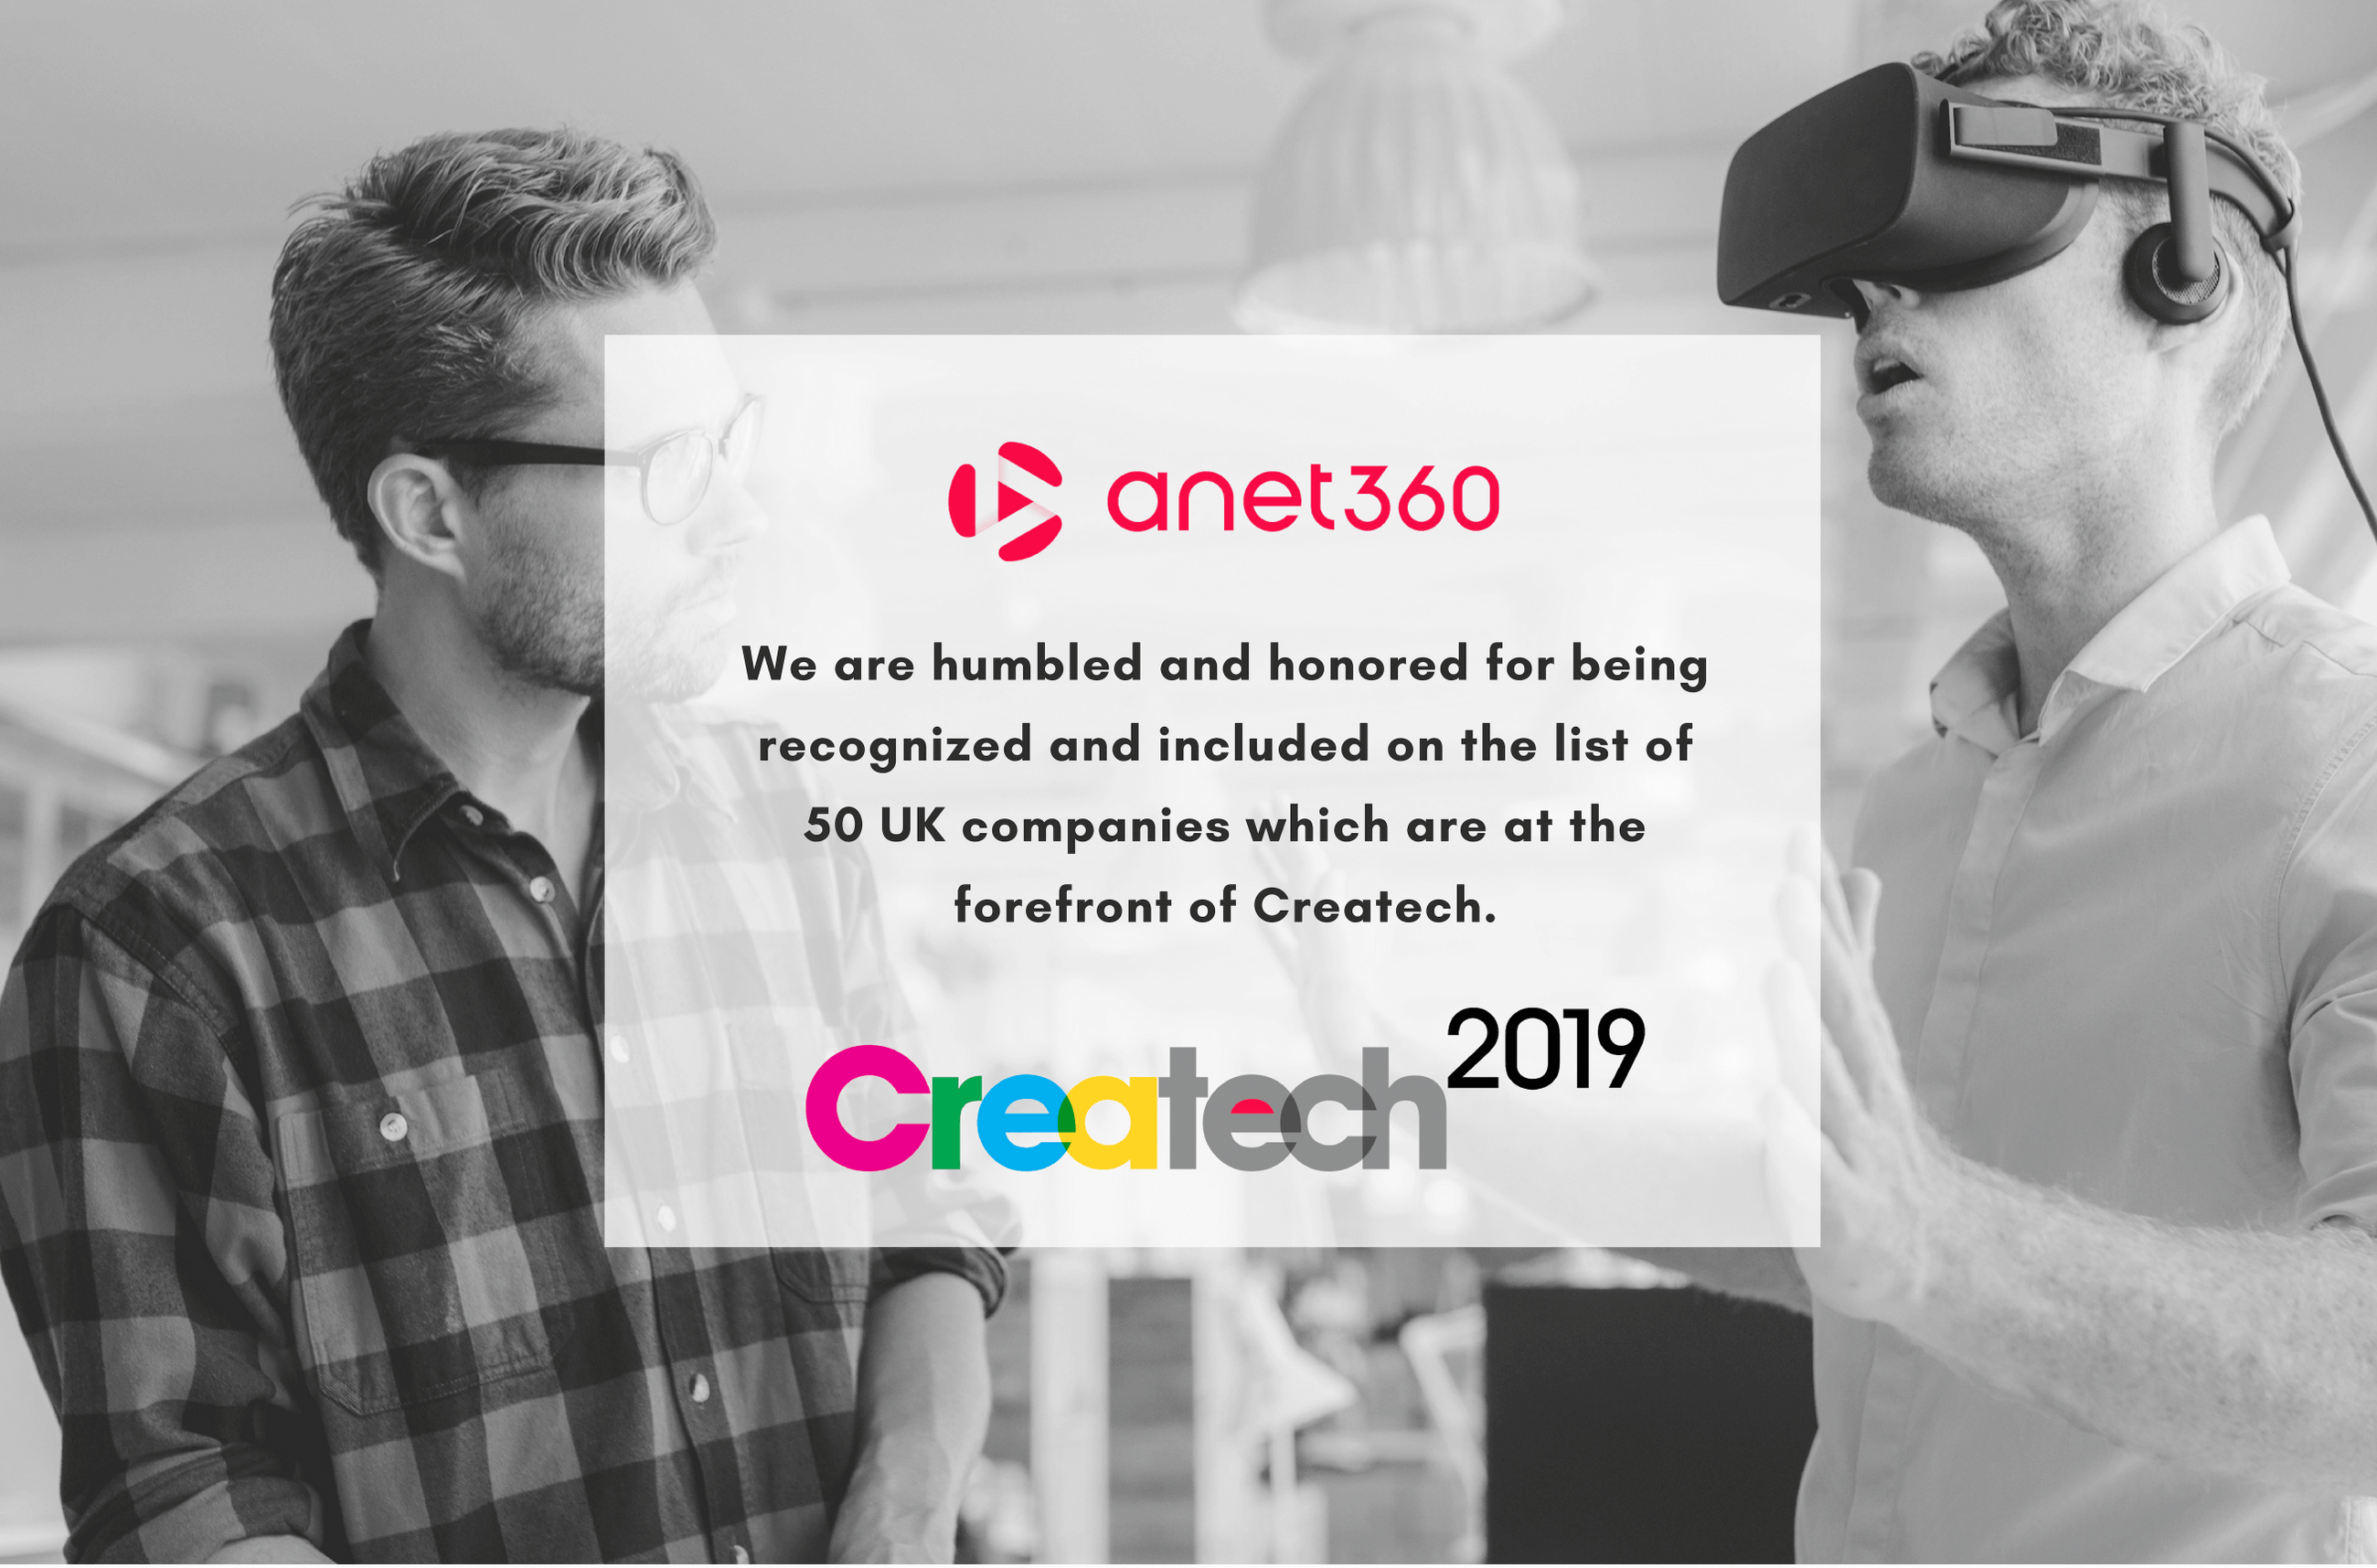 anet360
We are humbled and honored for being
recognized and included on the list of
50 UK companies which are at the
forefront of Createch.
2019
Createch